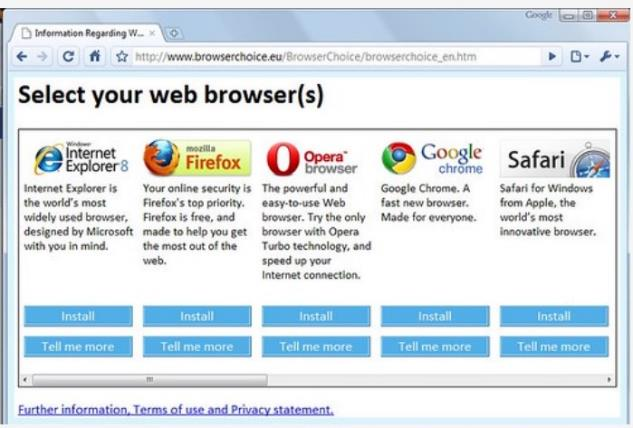 Google
Information Regarding W...
http://www.browserchoice.eu/BrowserChoice/browserchoice_en.htm
Select your web browser(s)
Windows
Internet
Explorer 8
Internet Explorer is
the world's most
widely used browser,
designed by Microsoft
with you in mind.
Install
Tell me more
mozilla
Firefox
Your online security is
Firefox's top priority.
Firefox is free, and
made to help you get
the most out of the
web.
Install
Tell me more
Opera™
browser
The powerful and
easy-to-use Web
browser. Try the only
browser with Opera
Turbo technology, and
speed up your
Internet connection.
Install
Tell me more
Google
chrome
Google Chrome. A
fast new browser.
Made for everyone.
Install
Tell me more
Safari
Safari for Windows
from Apple, the
world's most
innovative browser.
Install
Tell me more
Further information, Terms of use and Privacy statement.